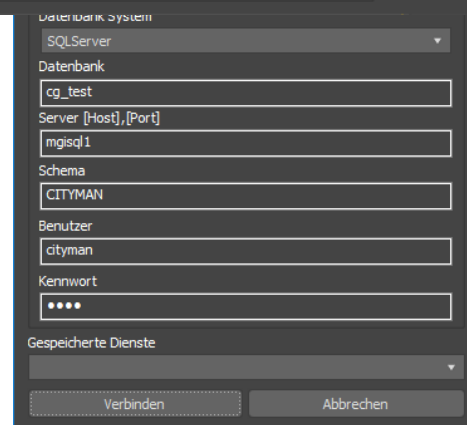 Datenbank System
SQLServer
Datenbank
cg_test
Server [Host],[Port]
mgisql1
Schema
CITYMAN
Benutzer
cityman
Kennwort
••••
Gespeicherte Dienste
Verbinden
Abbrechen